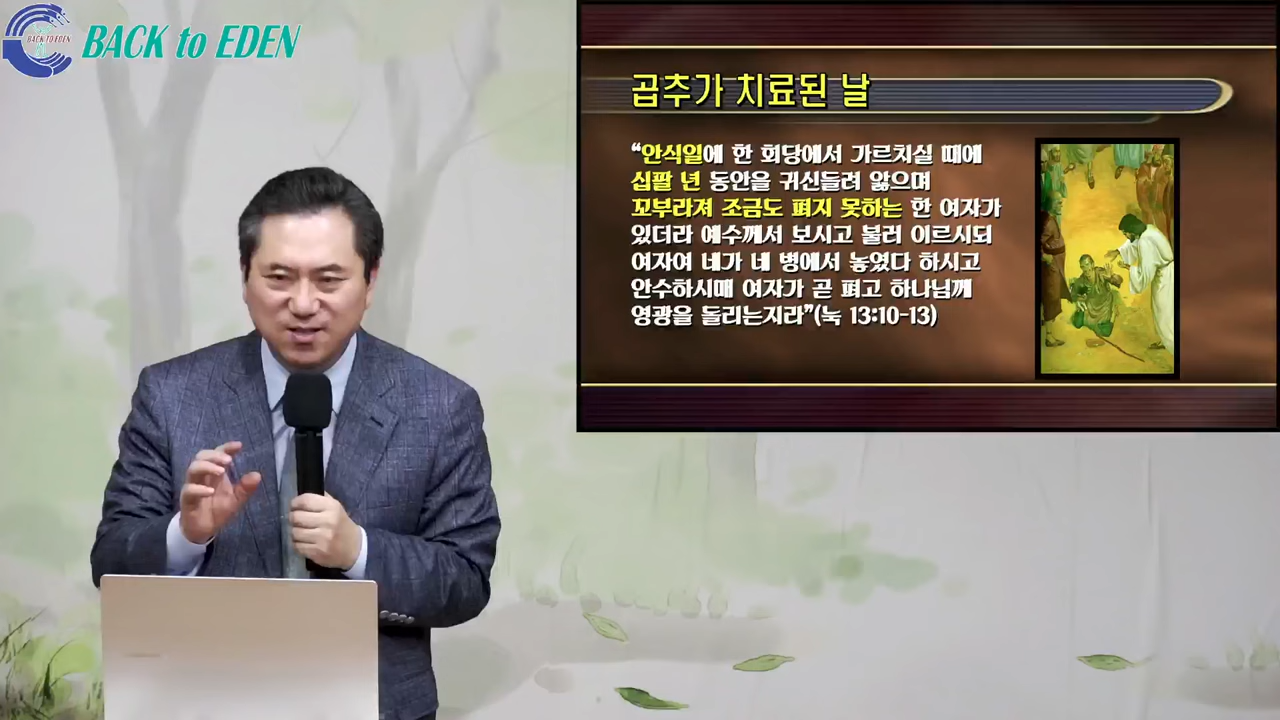 BACK TO EDEN
BACK to EDEN
곱추가 치료된 날
“안식일에 한 회당에서 가르치실 때에
십팔 년 동안을 귀신들려 앓으며
꼬부라져 조금도 펴지 못하는 한 여자가
있더라 예수께서 보시고 불러 이르시되
여자여 네가 네 병에서 놓였다 하시고
안수하시매 여자가 곧 펴고 하나님께
영광을 돌리는지라”(눅 13:10-13)